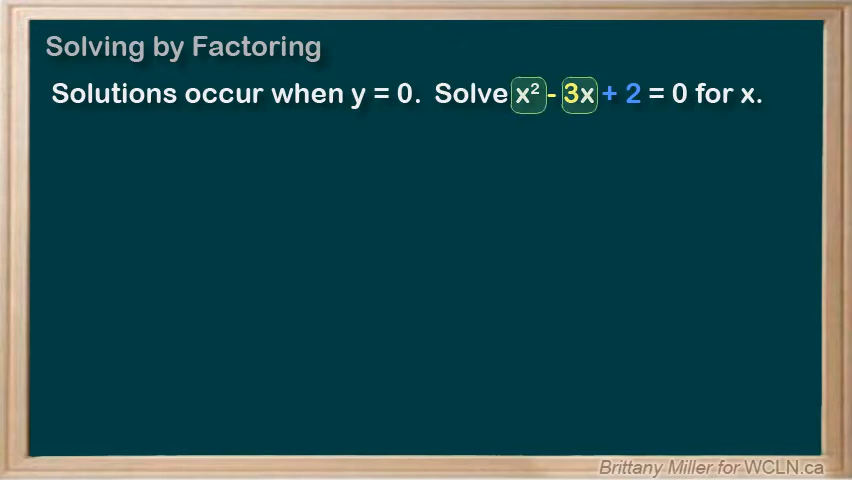 Solving by Factoring
Solutions occur when y = 0. Solve x² - 3x + 2 = 0 for x.
Brittany Miller for WCLN.ca